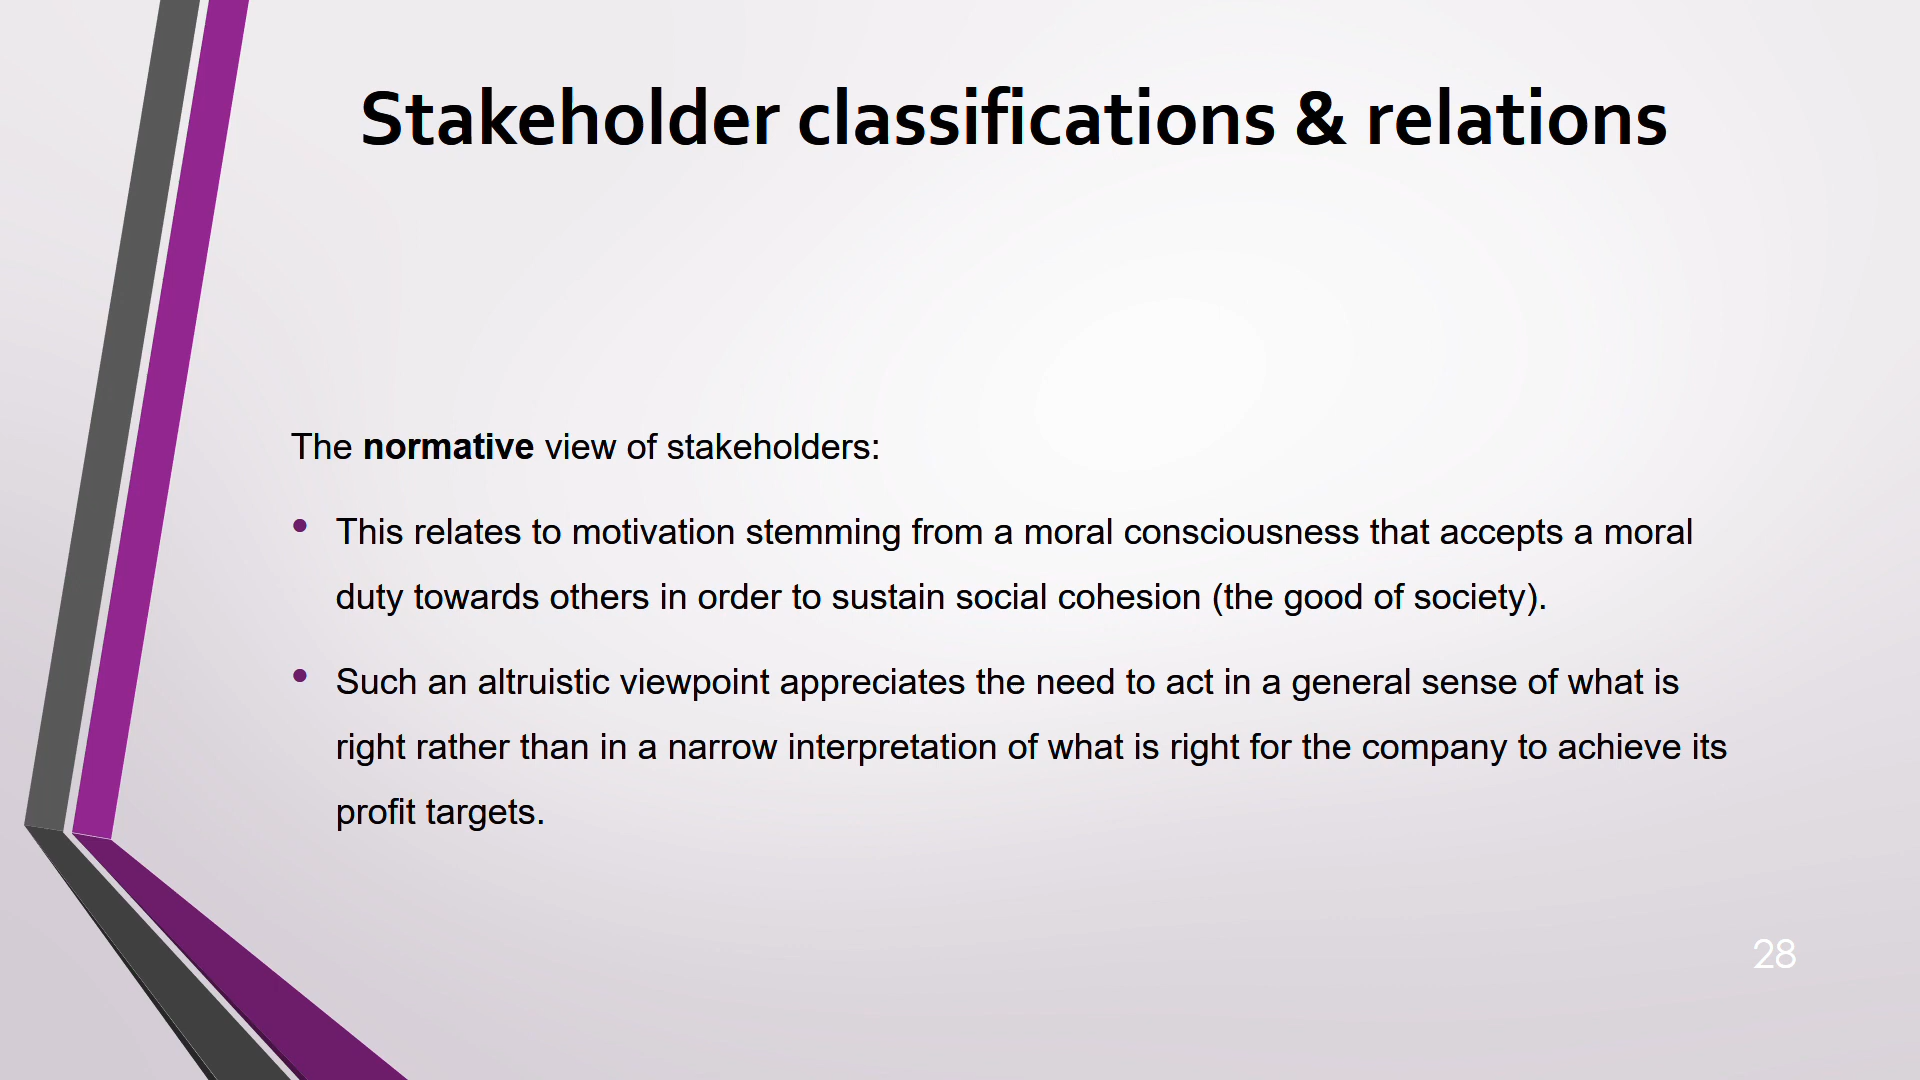 Stakeholder classifications & relations
The normative view of stakeholders:
• This relates to motivation stemming from a moral consciousness that accepts a moral
duty towards others in order to sustain social cohesion (the good of society).
• Such an altruistic viewpoint appreciates the need to act in a general sense of what is
right rather than in a narrow interpretation of what is right for the company to achieve its
profit targets.
28